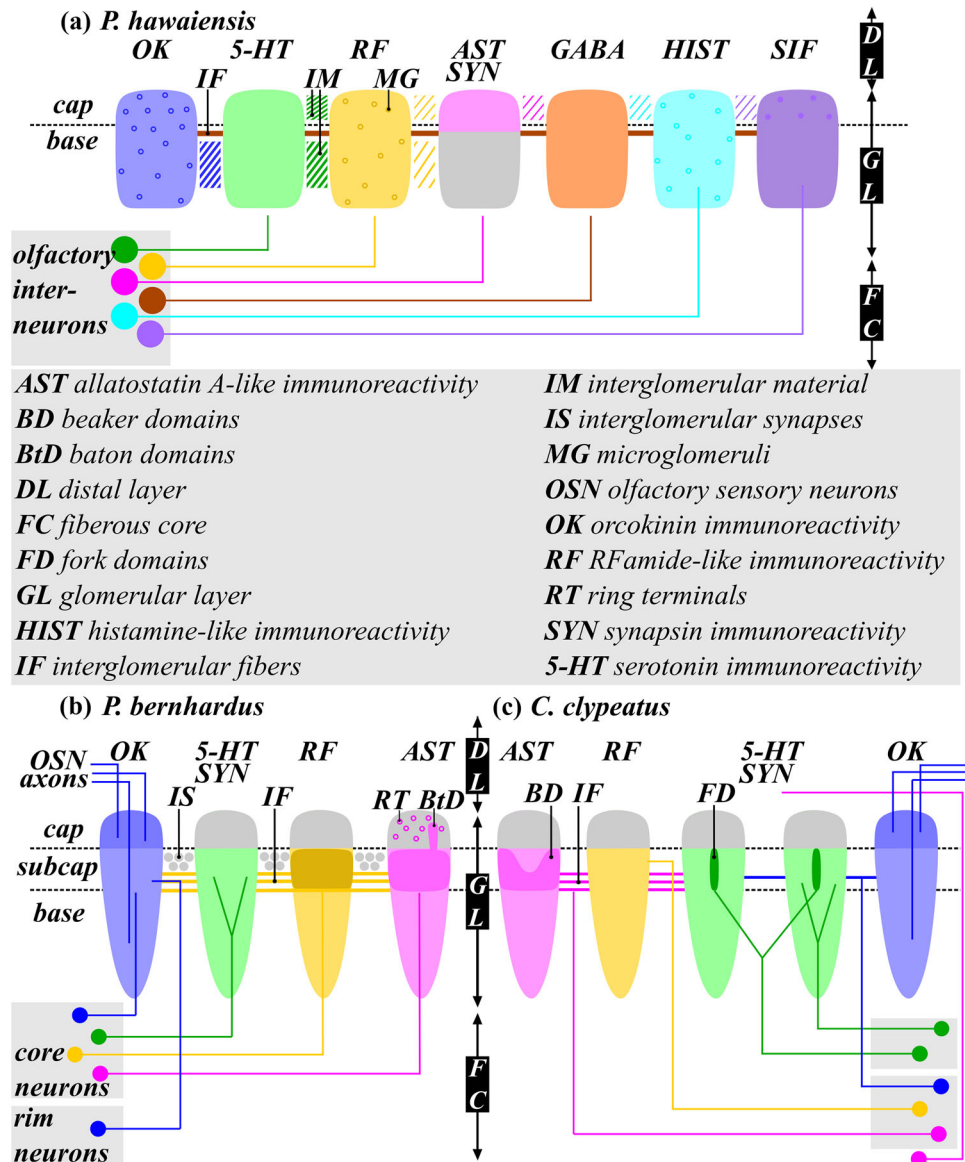 (a) P. hawaiensis
OK 5-HT RF AST GABA HIST SIF
SYN
IF IM MG
cap
base
D L
G L
F C
olfactory
inter-
neurons
AST allatostatin A-like immunoreactivity
BD beaker domains
BtD baton domains
DL distal layer
FC fiberous core
FD fork domains
GL glomerular layer
HIST histamine-like immunoreactivity
IF interglomerular fibers
IM interglomerular material
IS interglomerular synapses
MG microglomeruli
OSN olfactory sensory neurons
OK orcokinin immunoreactivity
RF RFamide-like immunoreactivity
RT ring terminals
SYN synapsin immunoreactivity
5-HT serotonin immunoreactivity
(b) P. bernhardus
OK 5-HT RF AST
SYN
OSN
axons
IS IF RT BtD
cap
subcap
base
core
neurons
rim
neurons
D L
G L
F C
(c) C. clypeatus
AST RF 5-HT OK
SYN
BD IF FD